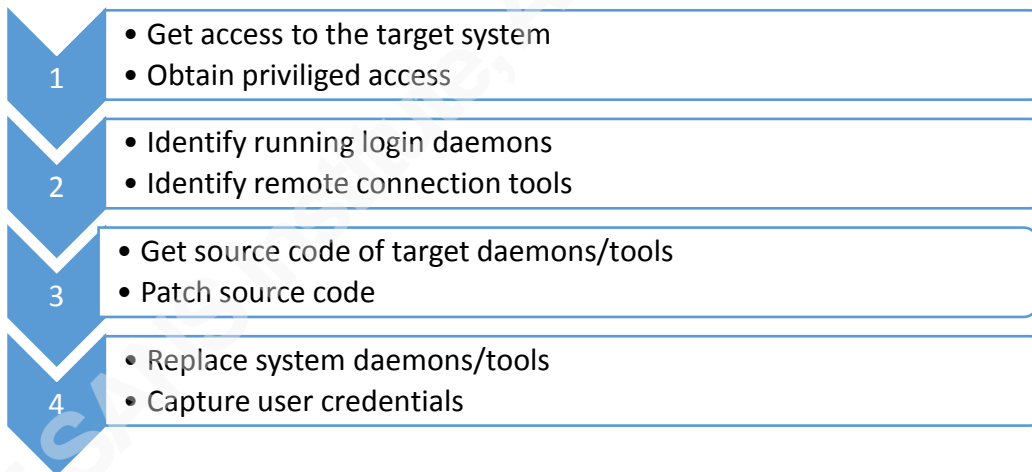 1
• Get access to the target system
• Obtain priviliged access
2
• Identify running login daemons
• Identify remote connection tools
3
• Get source code of target daemons/tools
• Patch source code
4
• Replace system daemons/tools
• Capture user credentials
SANS Institute,